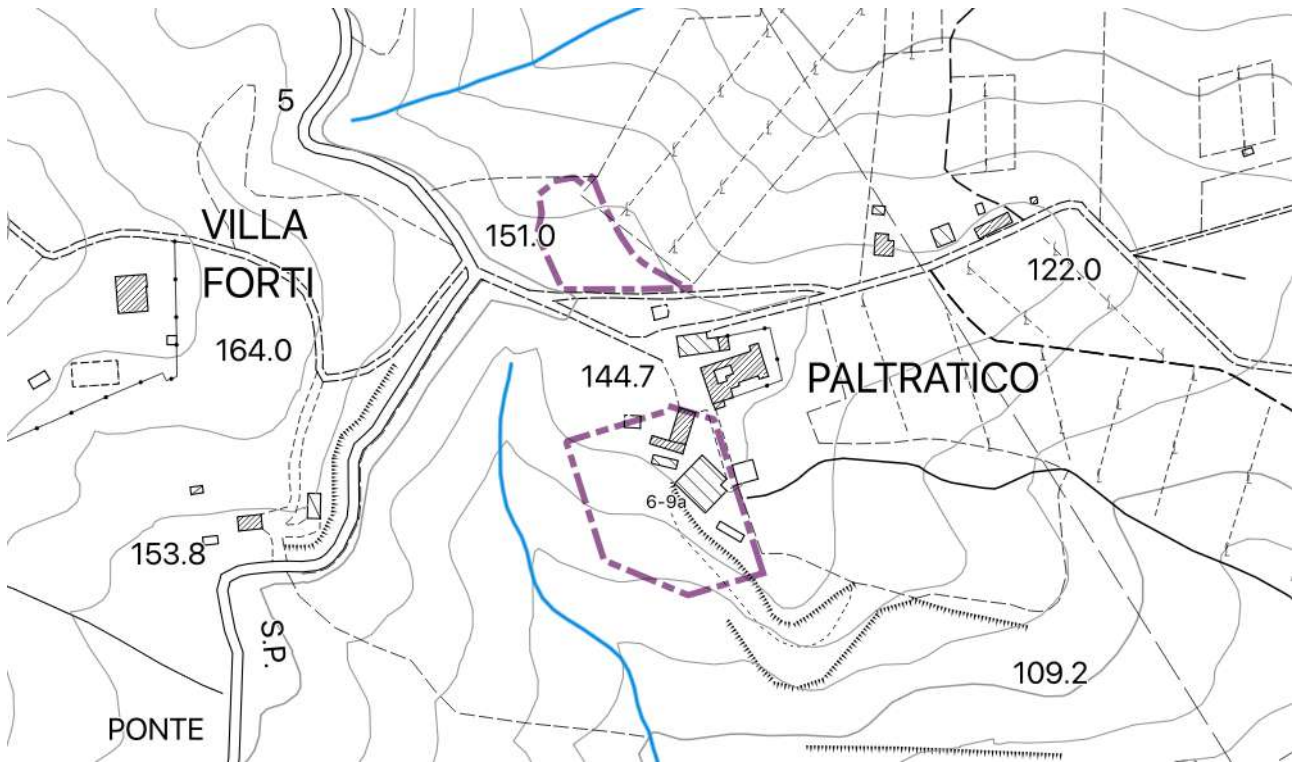 5
VILLA
FORTI
151.0
122.0
164.0
144.7
PALTRATICO
6-9a
153.8
S.P.
109.2
PONTE